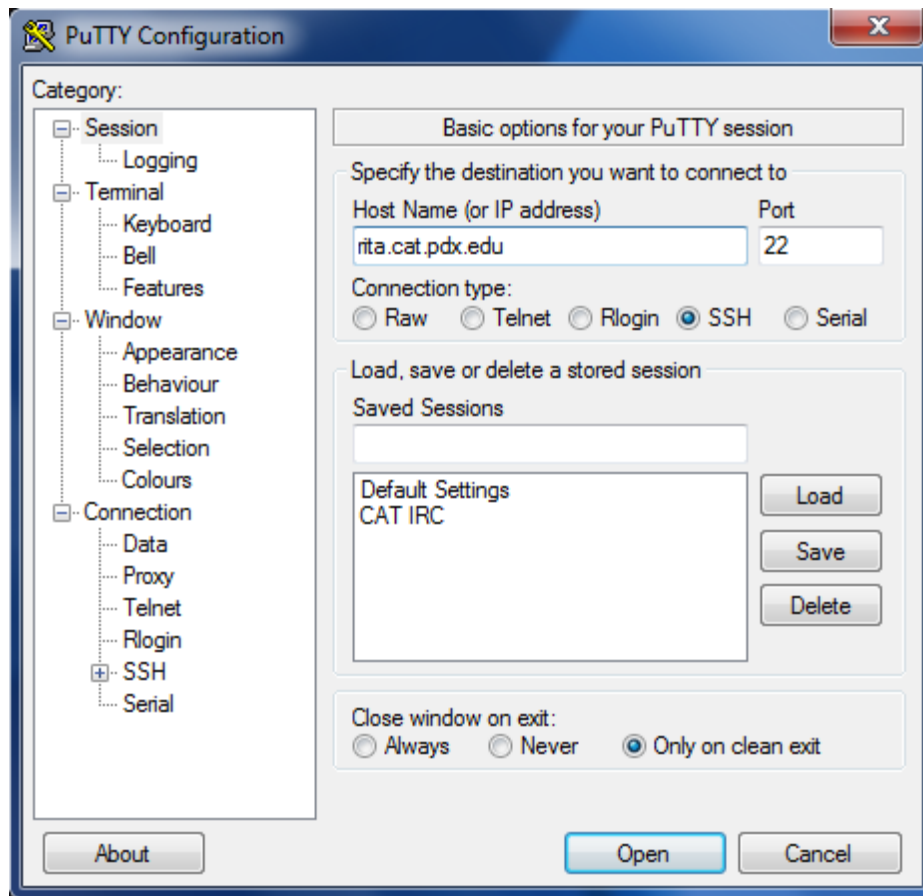 PuTTY Configuration
Category:
Session
Logging
Terminal
Keyboard
Bell
Features
Window
Appearance
Behaviour
Translation
Selection
Colours
Connection
Data
Proxy
Telnet
Rlogin
SSH
Serial
Basic options for your PuTTY session
Specify the destination you want to connect to
Host Name (or IP address) Port
rita.cat.pdx.edu 22
Connection type:
Raw Telnet Rlogin SSH Serial
Load, save or delete a stored session
Saved Sessions
Default Settings
CAT IRC
Load
Save
Delete
Close window on exit:
Always Never Only on clean exit
About Open Cancel